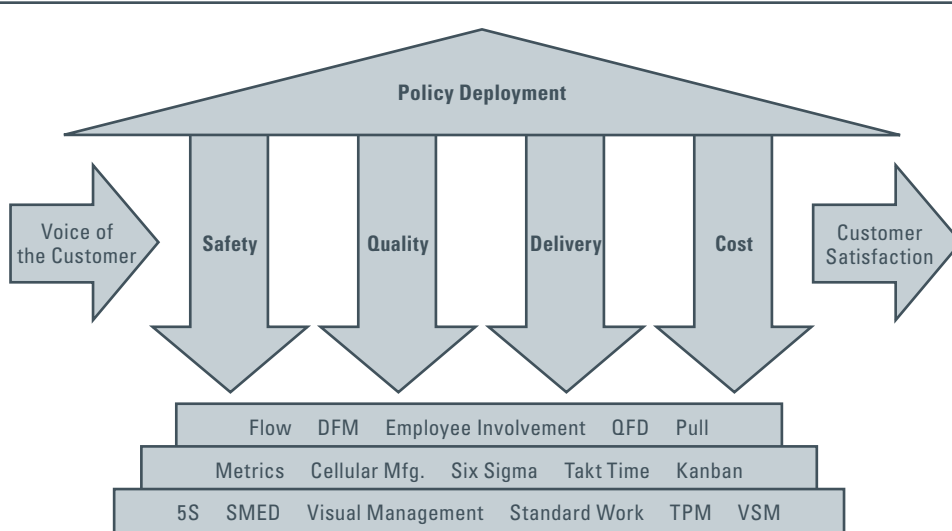 Policy Deployment
Voice of
the Customer
Safety
Quality
Delivery
Cost
Customer
Satisfaction
Flow DFM Employee Involvement QFD Pull
Metrics Cellular Mfg. Six Sigma Takt Time Kanban
5S SMED Visual Management Standard Work TPM VSM